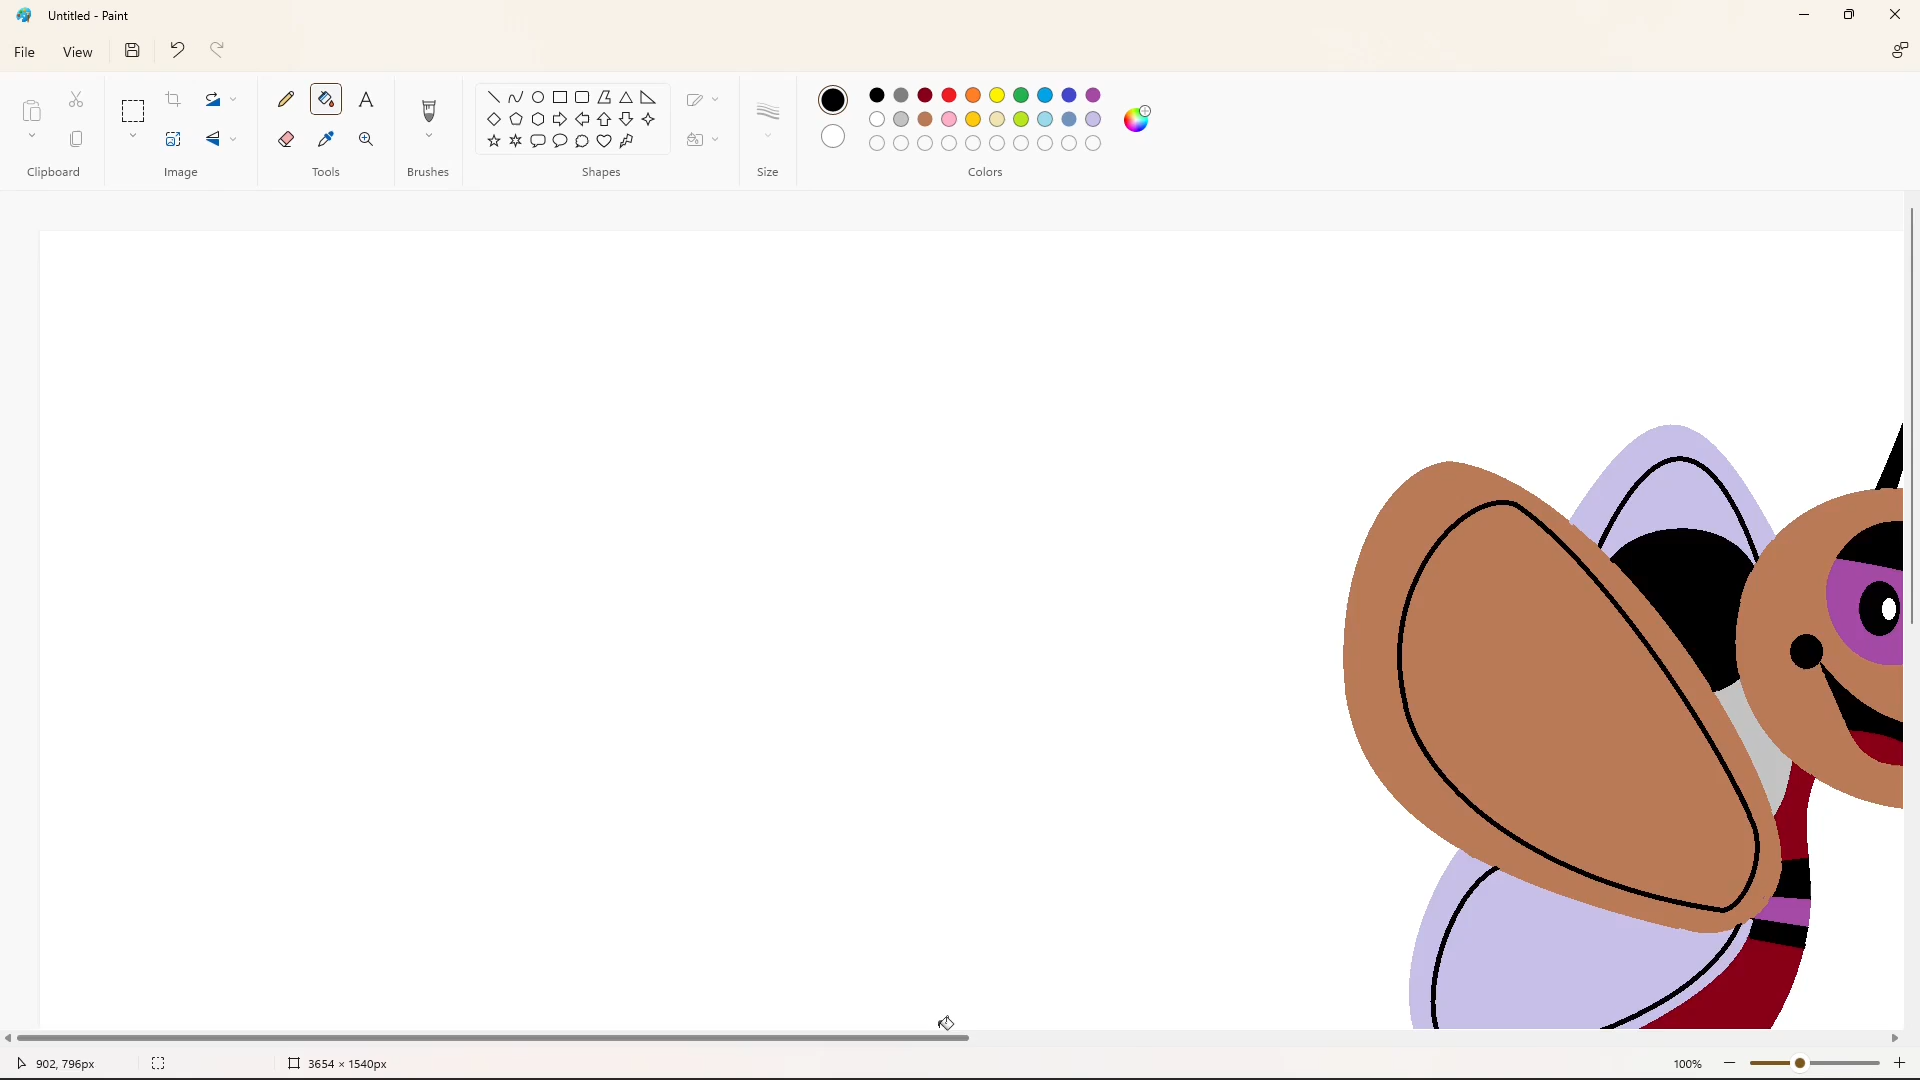 Untitled - Paint
File View
Clipboard Image Tools Brushes Shapes Size Colors
902, 796px 3654 × 1540px 100%